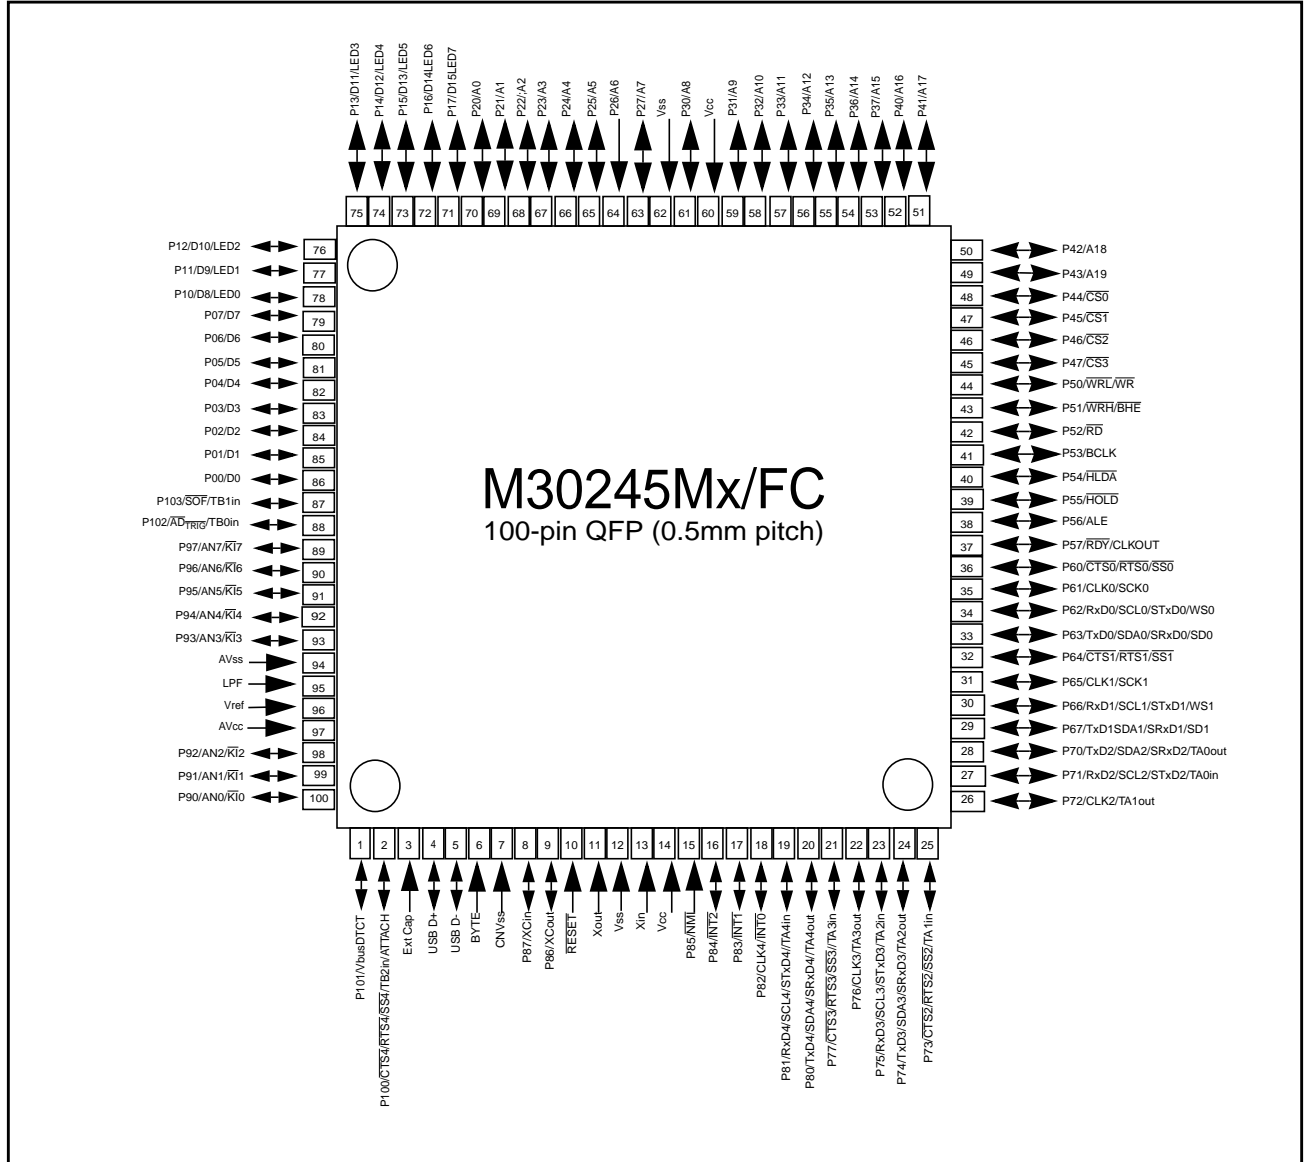 P13/D11/LED3
P14/D12/LED4
P15/D13/LED5
P16/D14LED6
P17/D15LED7
P20/A0
P21/A1
P22/;A2
P23/A3
P24/A4
P25/A5
P26/A6
P27/A7
Vss
P30/A8
Vcc
P31/A9
P32/A10
P33/A11
P34/A12
P35/A13
P36/A14
P37/A15
P40/A16
P41/A17
75 74 73 72 71 70 69 68 67 66 65 64 63 62 61 60 59 58 57 56 55 54 53 52 51
P12/D10/LED2 76
P11/D9/LED1 77
P10/D8/LED0 78
P07/D7 79
P06/D6 80
P05/D5 81
P04/D4 82
P03/D3 83
P02/D2 84
P01/D1 85
P00/D0 86
P103/SOF/TB1in 87
P102/ADTRIG/TB0in 88
P97/AN7/KI7 89
P96/AN6/KI6 90
P95/AN5/KI5 91
P94/AN4/KI4 92
P93/AN3/KI3 93
AVss 94
LPF 95
Vref 96
AVcc 97
P92/AN2/KI2 98
P91/AN1/KI1 99
P90/AN0/KI0 100
M30245Mx/FC
100-pin QFP (0.5mm pitch)
50 P42/A18
49 P43/A19
48 P44/CS0
47 P45/CS1
46 P46/CS2
45 P47/CS3
44 P50/WRL/WR
43 P51/WRH/BHE
42 P52/RD
41 P53/BCLK
40 P54/HLDA
39 P55/HOLD
38 P56/ALE
37 P57/RDY/CLKOUT
36 P60/CTS0/RTS0/SS0
35 P61/CLK0/SCK0
34 P62/RxD0/SCL0/STxD0/WS0
33 P63/TxD0/SDA0/SRxD0/SD0
32 P64/CTS1/RTS1/SS1
31 P65/CLK1/SCK1
30 P66/RxD1/SCL1/STxD1/WS1
29 P67/TxD1SDA1/SRxD1/SD1
28 P70/TxD2/SDA2/SRxD2/TA0out
27 P71/RxD2/SCL2/STxD2/TA0in
26 P72/CLK2/TA1out
1 2 3 4 5 6 7 8 9 10 11 12 13 14 15 16 17 18 19 20 21 22 23 24 25
P101/VbusDTCT
P100/CTS4/RTS4/SS4/TB2in/ATTACH
Ext Cap
USB D+
USB D-
BYTE
CNVss
P87/XCin
P86/XCout
RESET
Xout
Vss
Xin
Vcc
P85/NMI
P84/INT2
P83/INT1
P82/CLK4/INT0
P81/RxD4/SCL4/STxD4//TA4in
P80/TxD4/SDA4/SRxD4//TA4out
P77/CTS3/RTS3/SS3//TA3in
P76/CLK3/TA3out
P75/RxD3/SCL3/STxD3/TA2in
P74/TxD3/SDA3/SRxD3/TA2out
P73/CTS2/RTS2/SS2/TA1in